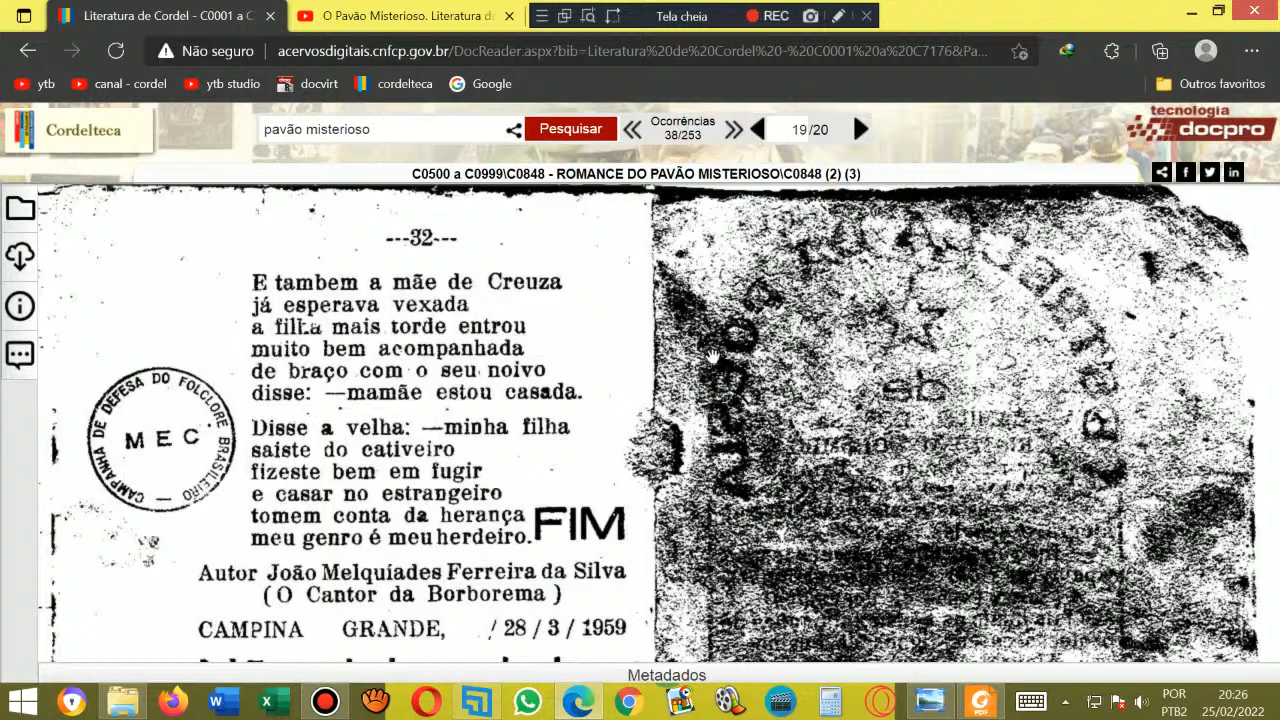 Literatura de Cordel - C0001 a C
O Pavão Misterioso. Literatura de
Tela cheia
REC
Não seguro
acervosdigitais.cnfcp.gov.br/DocReader.aspx?bib=Literatura%20de%20Cordel%20-%20C0001%20a%20C7176&Pa...
ytb
canal - cordel
ytb studio
docvirt
cordelteca
Google
Outros favoritos
Cordelteca
pavão misterioso
Pesquisar
Ocorrências
38/253
19/20
tecnologia
docpro
C0500 a C0999\C0848 - ROMANCE DO PAVÃO MISTERIOSO\C0848 (2) (3)
---32---
E tambem a mãe de Creuza
já esperava vexada
a filha mais torde entrou
muito bem acompanhada
de braço com o seu noivo
disse: —mamãe estou casada.
Disse a velha: —minha filha
saiste do cativeiro
fizeste bem em fugir
e casar no estrangeiro
tomem conta da herança
meu genro é meu herdeiro.
FIM
CAMPANHA DE DEFESA DO FOLCLORE BRASILEIRO
MEC
Autor João Melquíades Ferreira da Silva
( O Cantor da Borborema )
CAMPINA GRANDE, / 28 / 3 / 1959
Metadados
POR
PTB2
20:26
25/02/2022